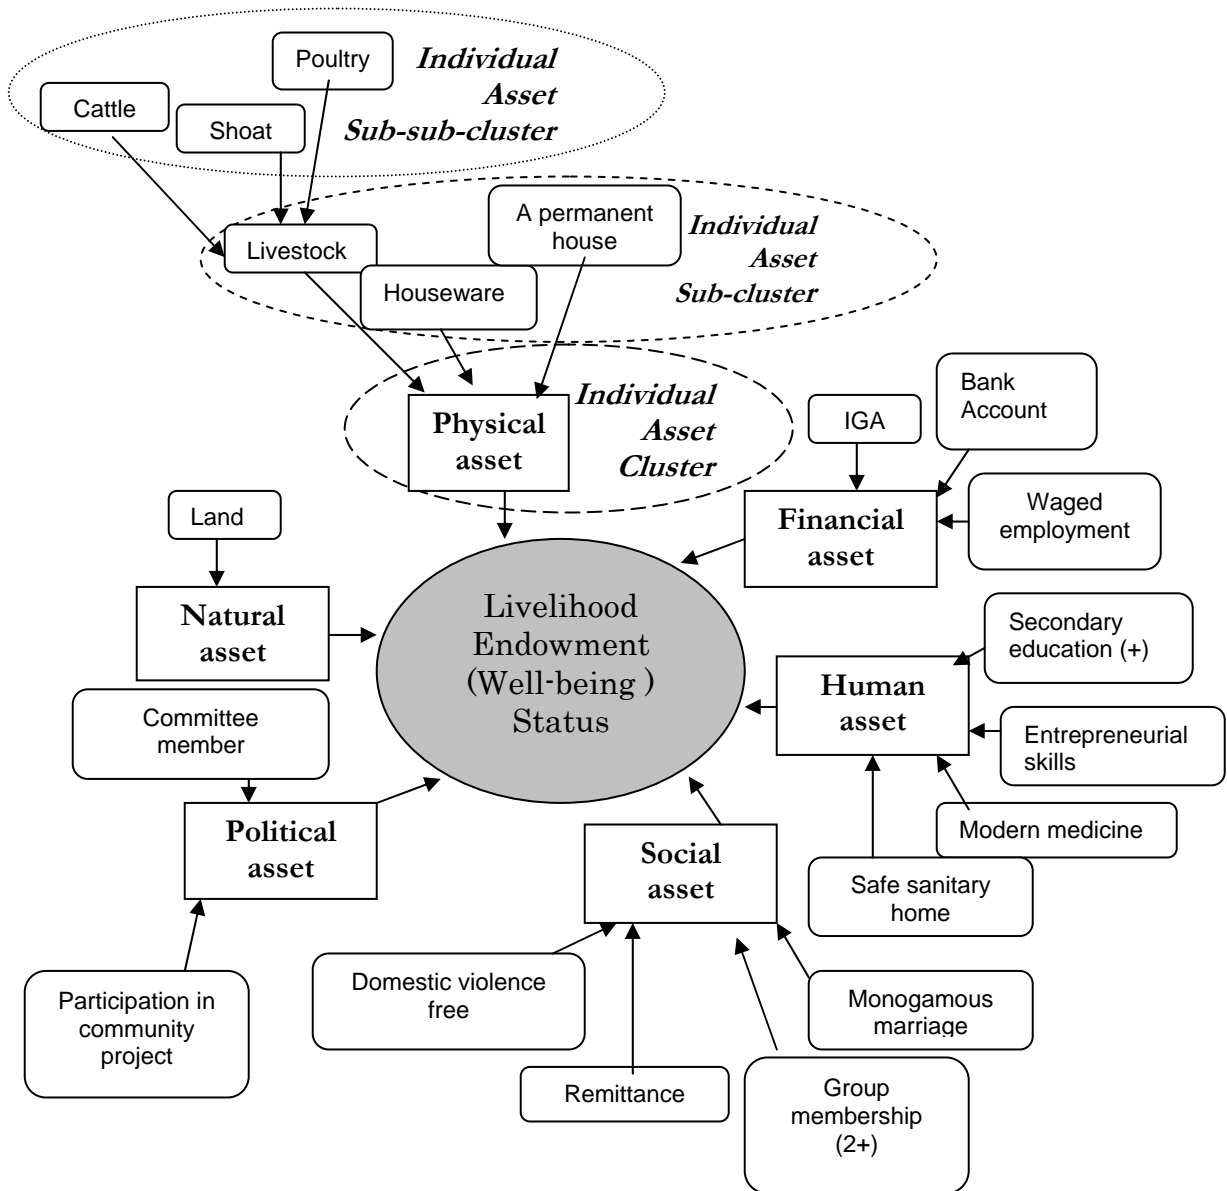 Poultry
Individual
Asset
Sub-sub-cluster
Cattle
Shoat
A permanent
house
Individual
Asset
Sub-cluster
Livestock
Houseware
Physical
asset
Individual
Asset
Cluster
IGA
Bank
Account
Financial
asset
Waged
employment
Land
Natural
asset
Livelihood
Endowment
(Well-being )
Status
Secondary
education (+)
Human
asset
Entrepreneurial
skills
Modern medicine
Safe sanitary
home
Committee
member
Political
asset
Participation in
community
project
Social
asset
Domestic violence
free
Remittance
Group
membership
(2+)
Monogamous
marriage